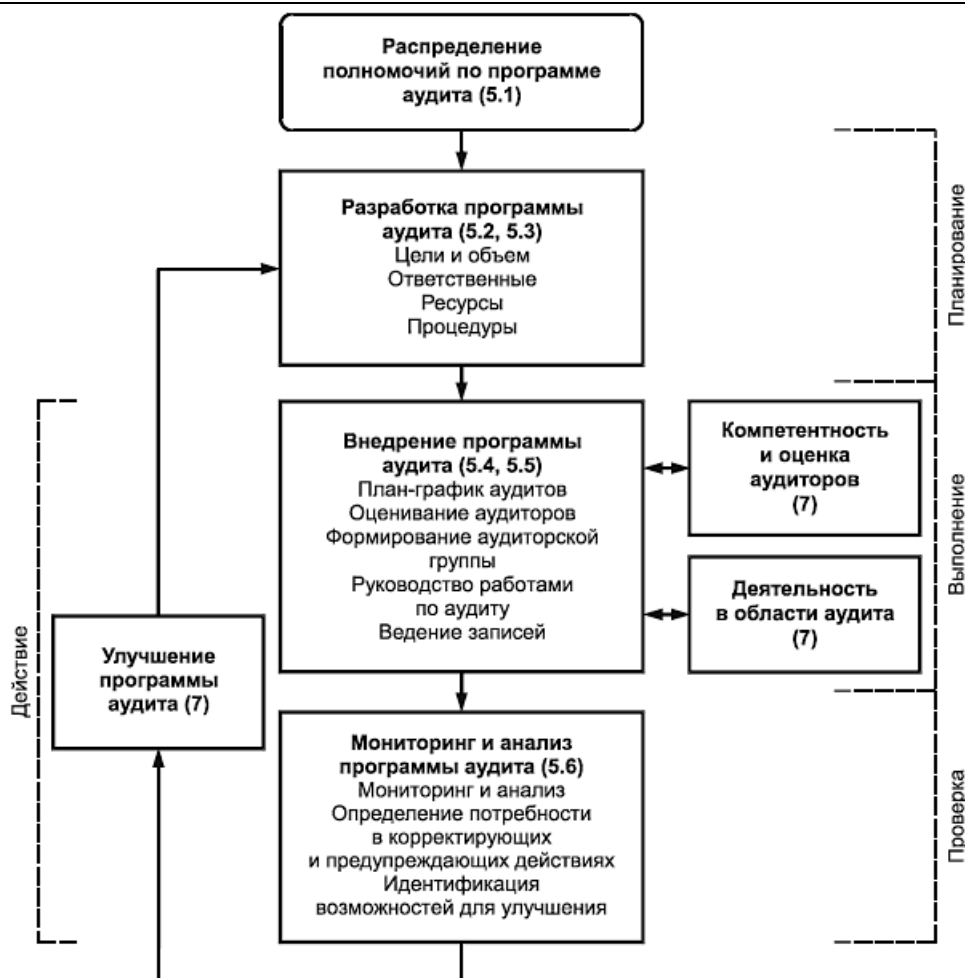 Распределение
полномочий по программе
аудита (5.1)
Разработка программы
аудита (5.2, 5.3)
Цели и объем
Ответственные
Ресурсы
Процедуры
Планирование
Внедрение программы
аудита (5.4, 5.5)
План-график аудитов
Оценивание аудиторов
Формирование аудиторской
группы
Руководство работами
по аудиту
Ведение записей
Компетентность
и оценка
аудиторов
(7)
Деятельность
в области аудита
(7)
Выполнение
Действие
Улучшение
программы
аудита (7)
Мониторинг и анализ
программы аудита (5.6)
Мониторинг и анализ
Определение потребности
в корректирующих
и предупреждающих действиях
Идентификация
возможностей для улучшения
Проверка